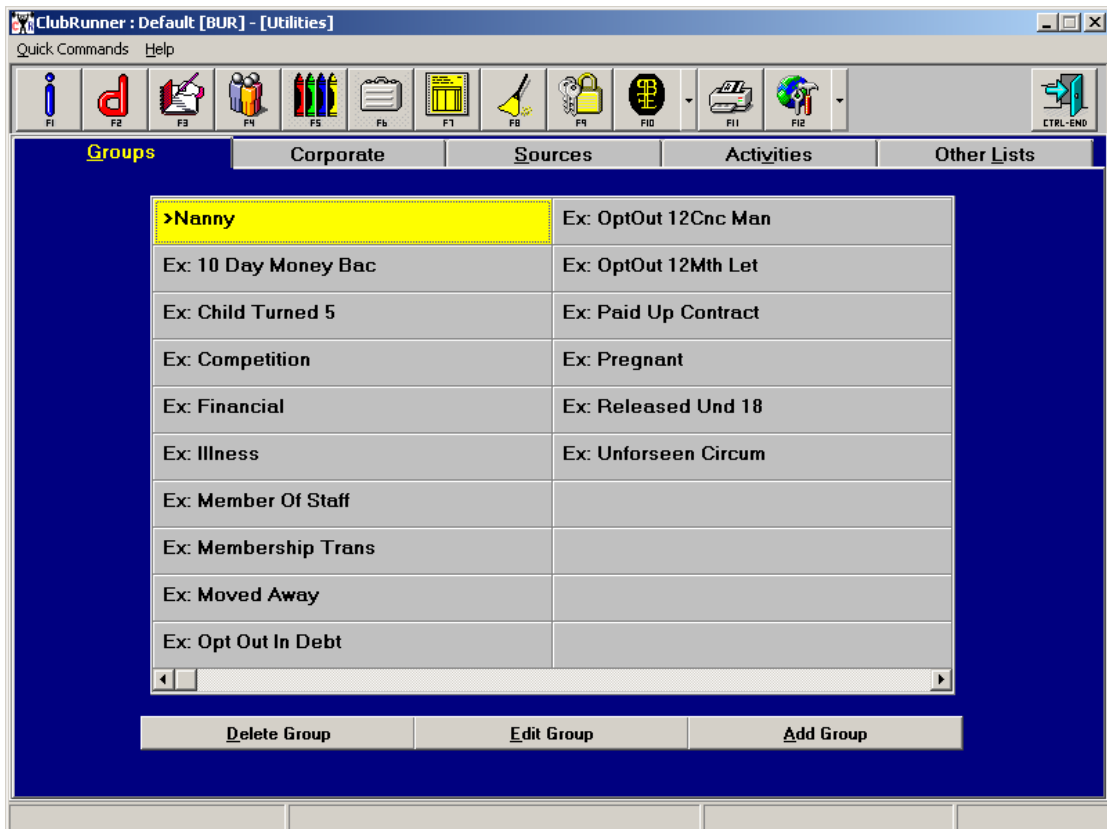 ClubRunner : Default [BUR] - [Utilities]
Quick Commands Help
F1 F2 F3 F4 F5 F6 F7 F8 F9 F10 F11 F12 CTRL-END
Groups Corporate Sources Activities Other Lists
>Nanny
Ex: 10 Day Money Bac
Ex: Child Turned 5
Ex: Competition
Ex: Financial
Ex: Illness
Ex: Member Of Staff
Ex: Membership Trans
Ex: Moved Away
Ex: Opt Out In Debt
Ex: OptOut 12Cnc Man
Ex: OptOut 12Mth Let
Ex: Paid Up Contract
Ex: Pregnant
Ex: Released Und 18
Ex: Unforseen Circum
Delete Group Edit Group Add Group